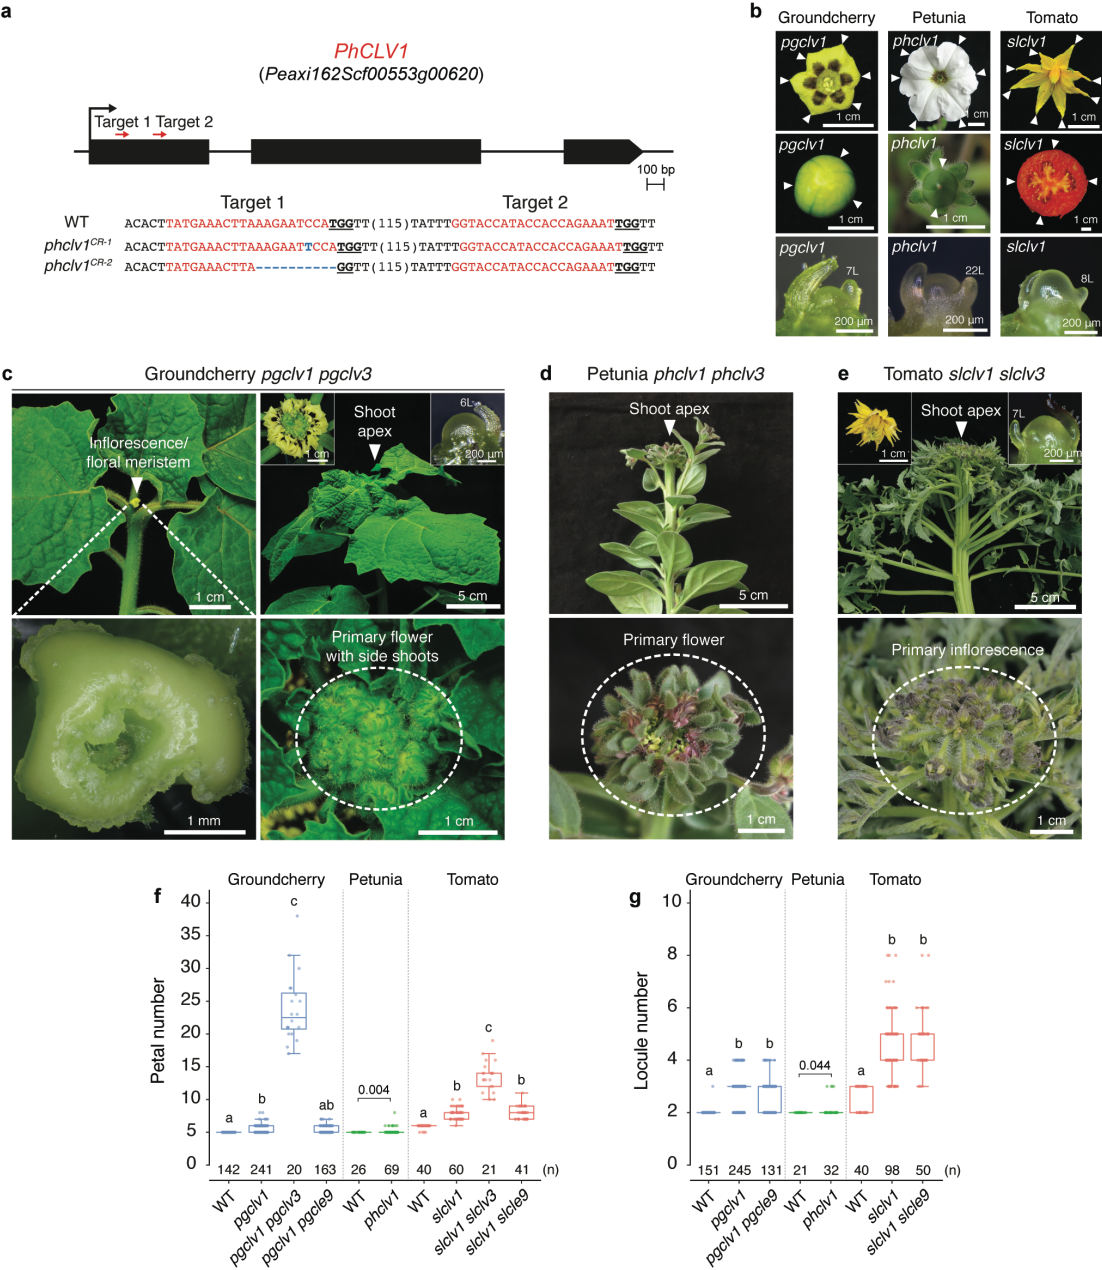 a
PhCLV1
(Peaxi162Scf00553g00620)
Target 1 Target 2
100 bp
Target 1 Target 2
WT ACACTTATGAAACTTAAAGAATCCATGGTT(115)TATTTGGTACCATACCACCAGAAATTGGTT
phclv1CR-1 ACACTTATGAAACTTAAAGAATTCCATGGTT(115)TATTTGGTACCATACCACCAGAAATTGGTT
phclv1CR-2 ACACTTATGAAACTTA----------GGTT(115)TATTTGGTACCATACCACCAGAAATTGGTT
b
Groundcherry Petunia Tomato
pgclv1 phclv1 slclv1
1 cm 1 cm 1 cm
pgclv1 phclv1 slclv1
1 cm 1 cm 1 cm
pgclv1 phclv1 slclv1
7L 22L 8L
200 µm 200 µm 200 µm
c Groundcherry pgclv1 pgclv3
Inflorescence/
floral meristem
1 cm
1 cm
Shoot
apex
6L
200 µm
5 cm
1 mm
Primary flower
with side shoots
1 cm
d Petunia phclv1 phclv3
Shoot apex
5 cm
Primary flower
1 cm
e Tomato slclv1 slclv3
1 cm
Shoot apex
7L
200 µm
5 cm
Primary inflorescence
1 cm
f
Groundcherry Petunia Tomato
Petal number
40
35
30
25
20
15
10
5
0
a b c ab 0.004 a b c b
142 241 20 163 26 69 40 60 21 41 (n)
WT pgclv1 pgclv1 pgclv3 pgclv1 pgcle9 WT phclv1 WT slclv1 slclv1 slclv3 slclv1 slcle9
g
Groundcherry Petunia Tomato
Locule number
10
8
6
4
2
0
a b b 0.044 a b b
151 245 131 21 32 40 98 50 (n)
WT pgclv1 pgclv1 pgcle9 WT phclv1 WT slclv1 slclv1 slcle9